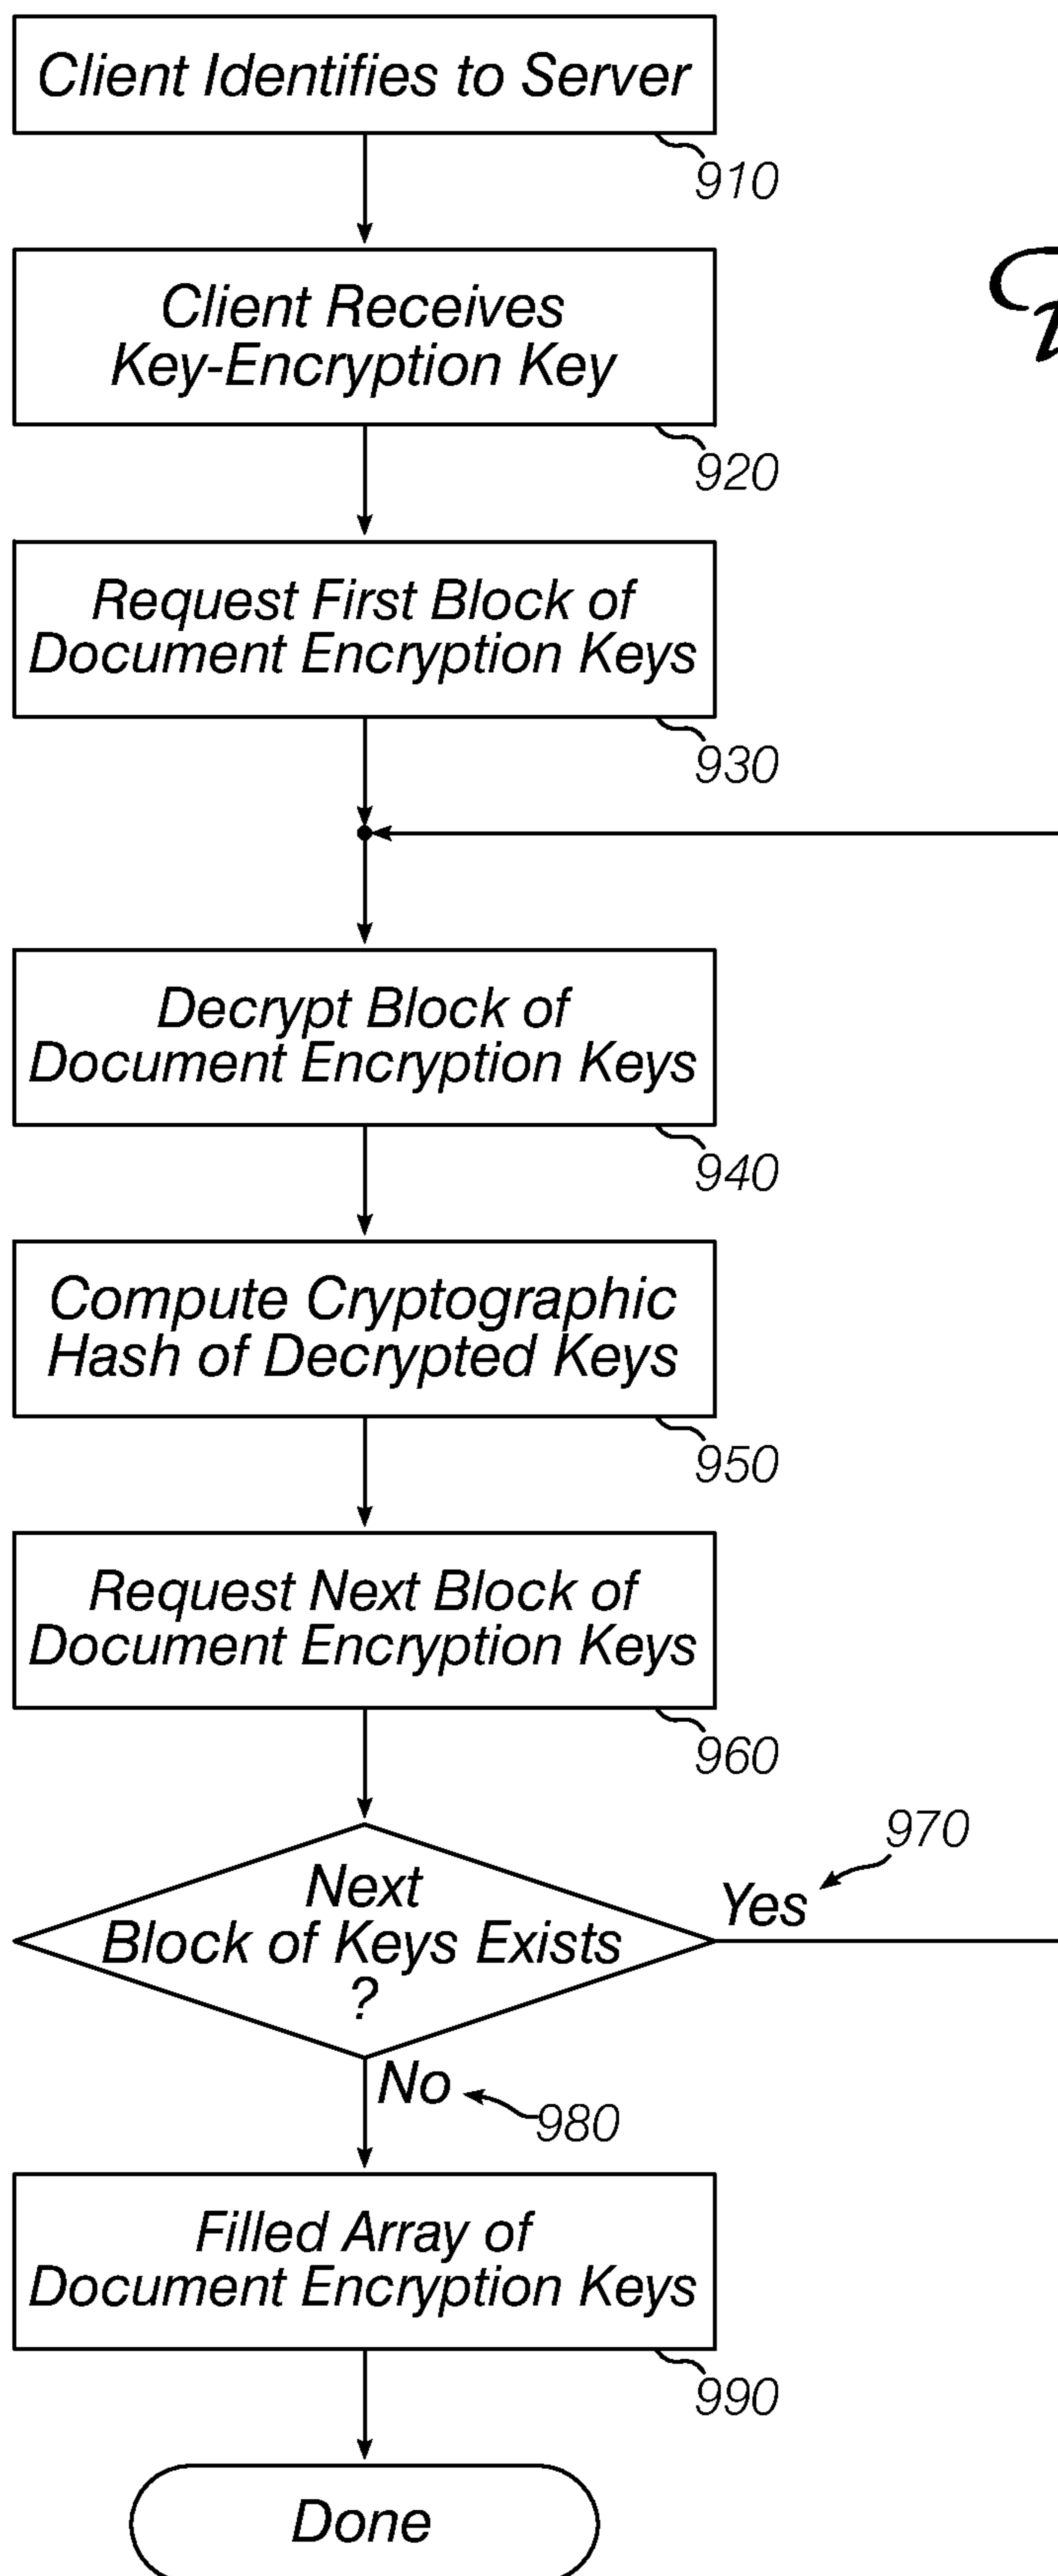 Client Identifies to Server
910
Client Receives
Key-Encryption Key
920
Request First Block of
Document Encryption Keys
930
Decrypt Block of
Document Encryption Keys
940
Compute Cryptographic
Hash of Decrypted Keys
950
Request Next Block of
Document Encryption Keys
960
970
Next
Block of Keys Exists
?
Yes
No
980
Filled Array of
Document Encryption Keys
990
Done